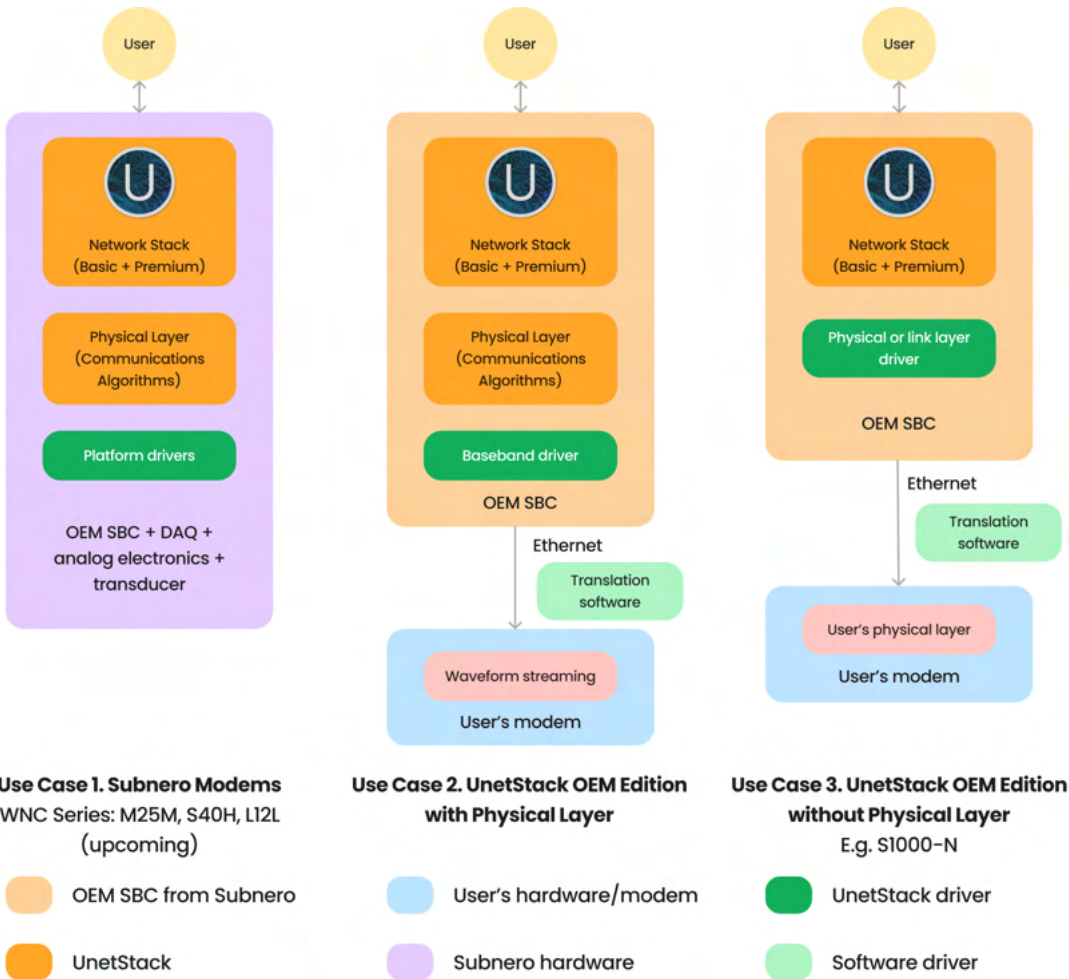 User
U
Network Stack
(Basic + Premium)
Physical Layer
(Communications
Algorithms)
Platform drivers
OEM SBC + DAQ +
analog electronics +
transducer
Use Case 1. Subnero Modems
WNC Series: M25M, S40H, L12L
(upcoming)
User
U
Network Stack
(Basic + Premium)
Physical Layer
(Communications
Algorithms)
Baseband driver
OEM SBC
Ethernet
Translation
software
Waveform streaming
User's modem
Use Case 2. UnetStack OEM Edition
with Physical Layer
User
U
Network Stack
(Basic + Premium)
Physical or link layer
driver
OEM SBC
Ethernet
Translation
software
User's physical layer
User's modem
Use Case 3. UnetStack OEM Edition
without Physical Layer
E.g. S1000-N
OEM SBC from Subnero
User's hardware/modem
UnetStack driver
UnetStack
Subnero hardware
Software driver